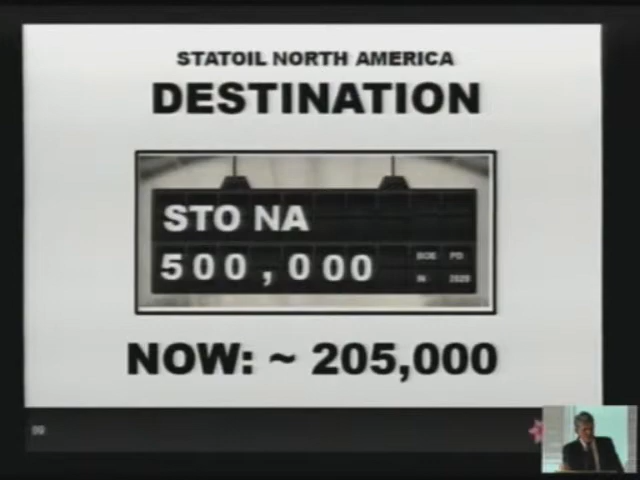 STATOIL NORTH AMERICA
DESTINATION
STO NA
500,000
BOE PD
IN 2020
NOW: ~ 205,000